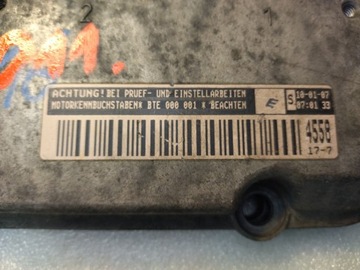 2
ACHTUNG! BEI PRUEF- UND EINSTELLARBEITEN
MOTORKENNBUCHSTABEN* BTE 000 001 * BEACHTEN
E
S
18-01-07
07:01 33
4558
17-7